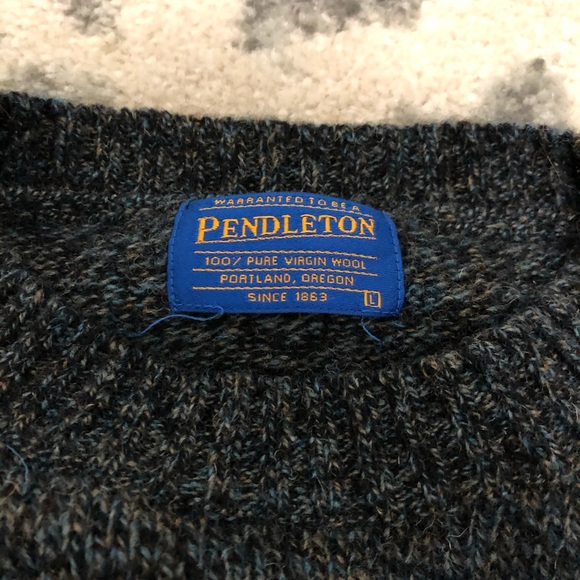 WARRANTED TO BE A
PENDLETON
100% PURE VIRGIN WOOL
PORTLAND, OREGON
SINCE 1863 L